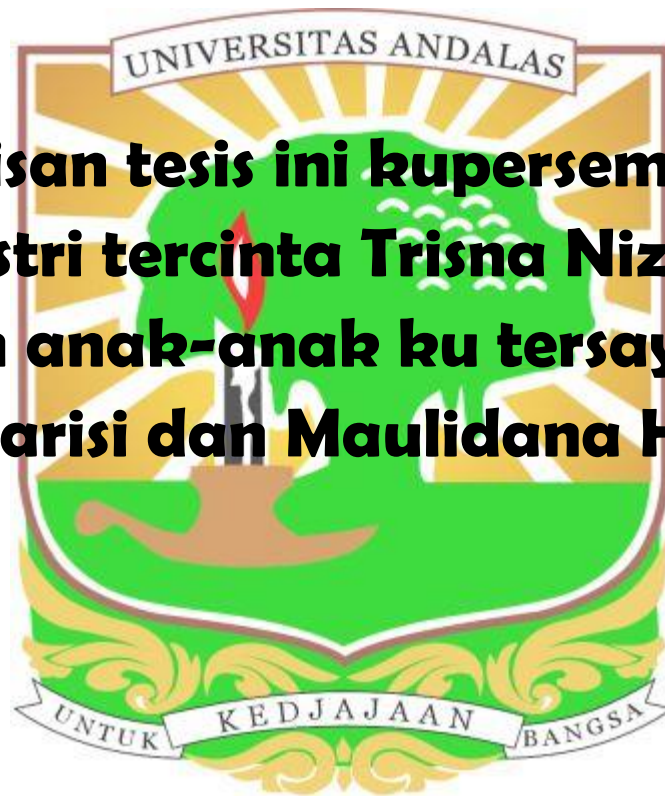 UNIVERSITAS ANDALAS
isan tesis ini kupersem
stri tercinta Trisna Niz
anak-anak ku tersay
arisi dan Maulidana H
UNTUK KEDJAJAAN BANGSA